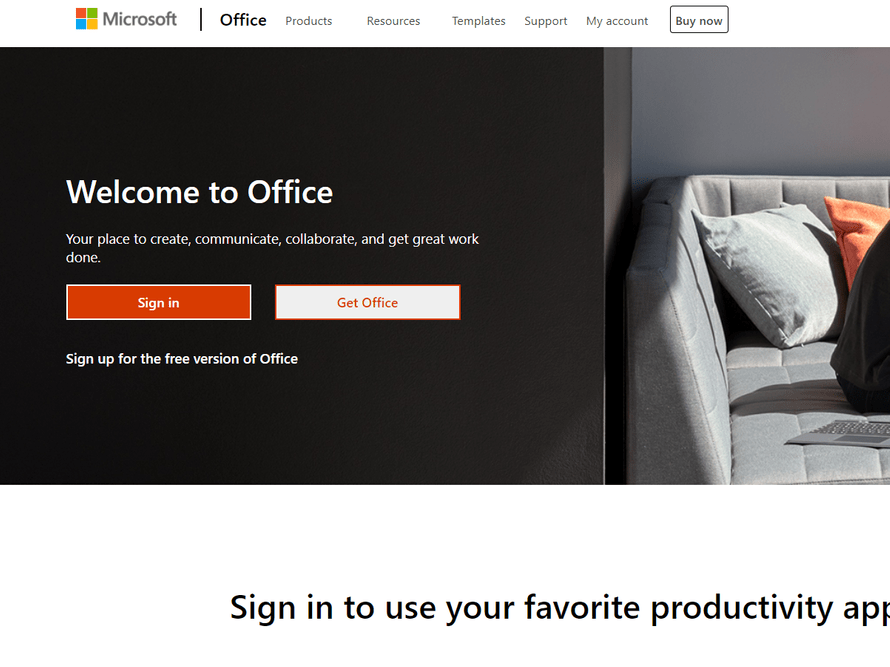 Microsoft Office Products Resources Templates Support My account Buy now
Welcome to Office
Your place to create, communicate, collaborate, and get great work
done.
Sign in Get Office
Sign up for the free version of Office
Sign in to use your favorite productivity